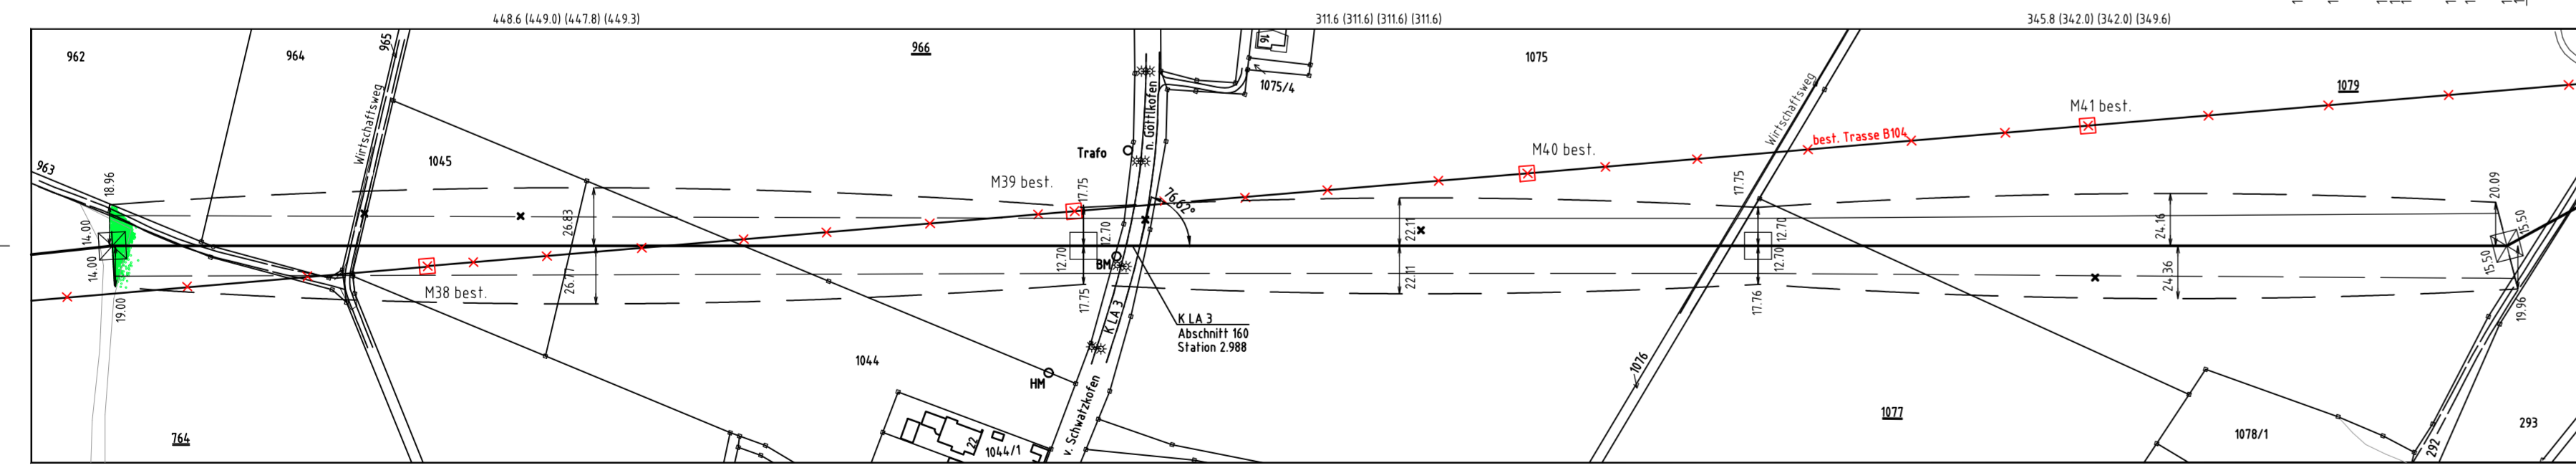 448.6 (449.0) (447.8) (449.3)
311.6 (311.6) (311.6) (311.6)
345.8 (342.0) (342.0) (349.6)
962
964
965
966
16
1075/4
1075
1079
Wirtschaftsweg
n. Göttlkofen
Wirtschaftsweg
M41 best.
best. Trasse B104
M40 best.
Trafo
963
1045
M39 best.
18.96
14.00
14.00
19.00
26.83
26.77
M38 best.
17.75
12.70
12.70
17.75
76.62°
BM
22.11
22.11
17.75
12.70
12.70
17.76
24.16
24.36
20.09
15.50
15.50
19.96
K LA 3
K LA 3
Abschnitt 160
Station 2.988
1044
HM
1076
v. Schwatzkofen
764
22
1044/1
1077
1078/1
292
293